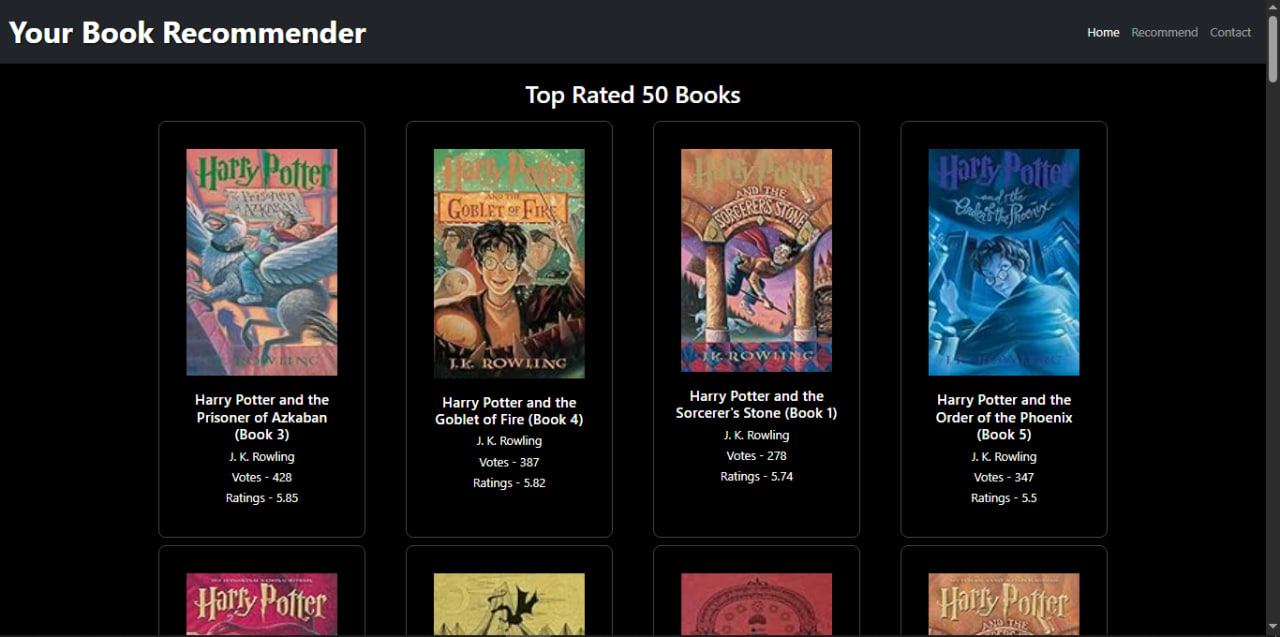 Your Book Recommender
Home Recommend Contact
Top Rated 50 Books
Harry Potter
and the Prisoner
of AZKABAN
J.K. ROWLING
Harry Potter and the
Prisoner of Azkaban
(Book 3)
J. K. Rowling
Votes - 428
Ratings - 5.85
Harry Potter
AND THE
GOBLET OF FIRE
J.K. ROWLING
Harry Potter and the
Goblet of Fire (Book 4)
J. K. Rowling
Votes - 387
Ratings - 5.82
Harry Potter
AND THE
SORCERER'S STONE
J.K. ROWLING
Harry Potter and the
Sorcerer's Stone (Book 1)
J. K. Rowling
Votes - 278
Ratings - 5.74
Harry Potter
and the
Order of the Phoenix
J.K. ROWLING
Harry Potter and the
Order of the Phoenix
(Book 5)
J. K. Rowling
Votes - 347
Ratings - 5.5
Harry Potter
Harry Potter
AND THE